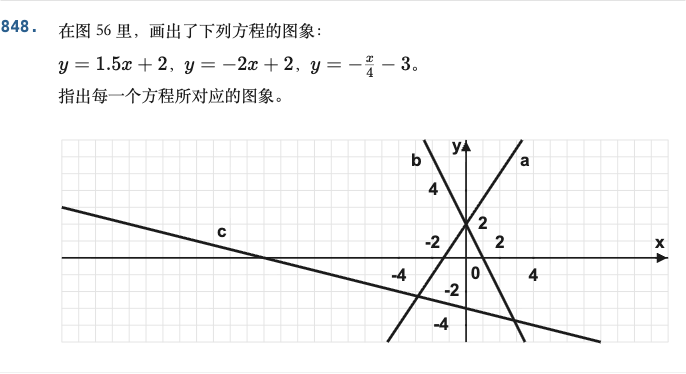 848. 在图 56 里，画出了下列方程的图象：
y = 1.5x + 2, y = −2x + 2, y = −x/4 − 3。
指出每一个方程所对应的图象。
y
b a
4
2
c -2 2 x
-4 0 4
-2
-4